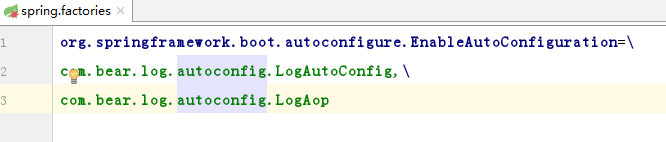 spring.factories
1 org.springframework.boot.autoconfigure.EnableAutoConfiguration=\
2 com.bear.log.autoconfig.LogAutoConfig,\
3 com.bear.log.autoconfig.LogAop